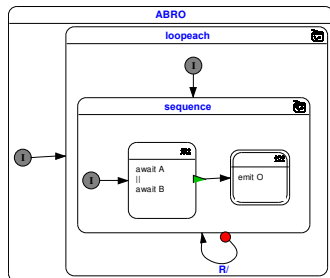 ABRO
loopeach
I
sequence
I
I
await A
||
await B
emit O
R/